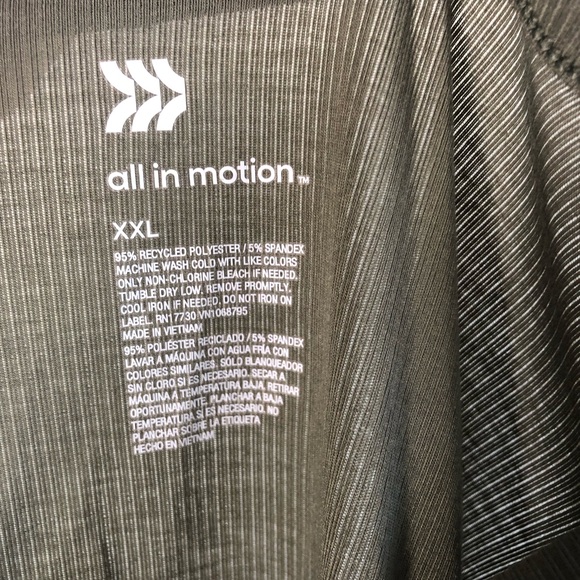 all in motion™
XXL
95% RECYCLED POLYESTER / 5% SPANDEX
MACHINE WASH COLD WITH LIKE COLORS
ONLY NON-CHLORINE BLEACH IF NEEDED,
TUMBLE DRY LOW. REMOVE PROMPTLY,
COOL IRON IF NEEDED, DO NOT IRON ON
LABEL. RN17730 VN1068795
MADE IN VIETNAM
95% POLIÉSTER RECICLADO / 5% SPANDEX
LAVAR A MÁQUINA CON AGUA FRÍA CON
COLORES SIMILARES. SÓLO BLANQUEADOR
SIN CLORO SI ES NECESARIO. SECAR A
MÁQUINA A TEMPERATURA BAJA. RETIRAR
OPORTUNAMENTE. PLANCHAR A BAJA
TEMPERATURA SI ES NECESARIO. NO
PLANCHAR SOBRE LA ETIQUETA
HECHO EN VIETNAM